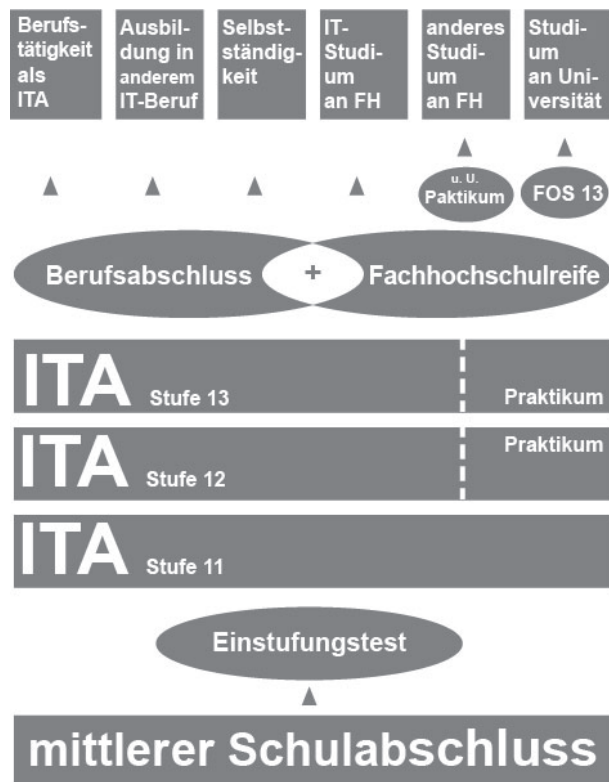 Berufs-
tätigkeit
als
ITA
Ausbil-
dung in
anderem
IT-Beruf
Selbst-
ständig-
keit
IT-
Studi-
um
an FH
anderes
Studi-
um
an FH
Studi-
um
an Uni-
versität
u. U.
Paktikum
FOS 13
Berufsabschluss + Fachhochschulreife
ITA Stufe 13 Praktikum
ITA Stufe 12 Praktikum
ITA Stufe 11
Einstufungstest
mittlerer Schulabschluss